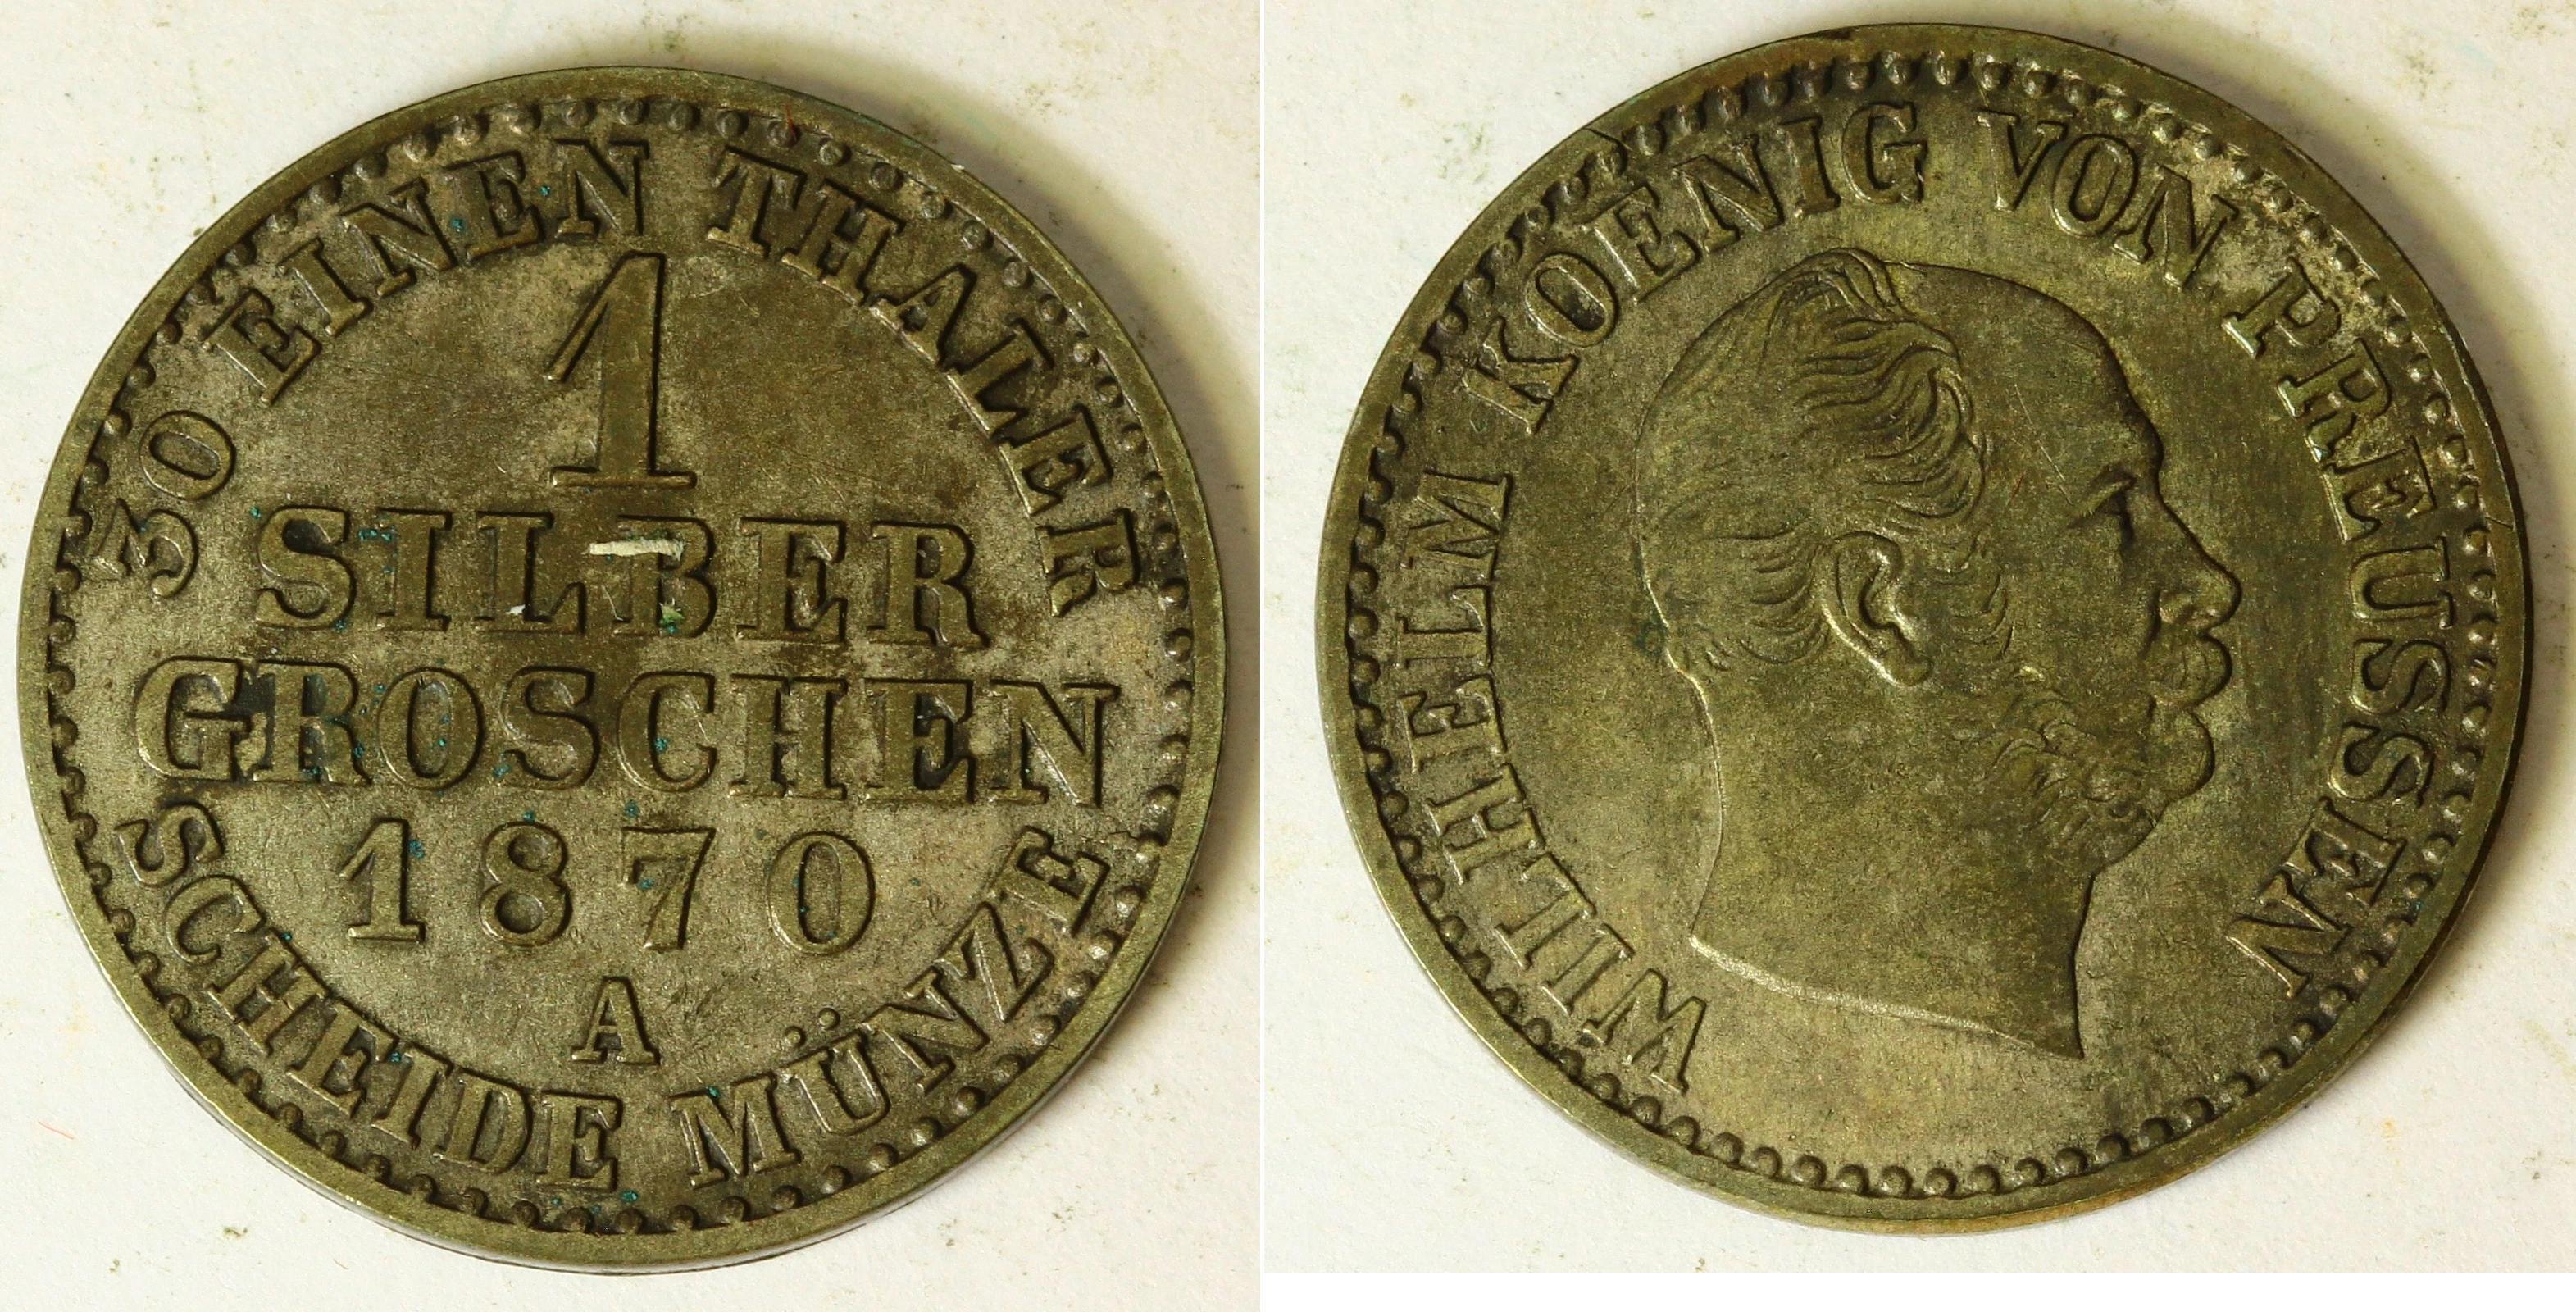 30 EINEN THALER
1
SILBER
GROSCHEN
1870
A
SCHEIDE MÜNZE
WILHELM KOENIG VON PREUSSEN